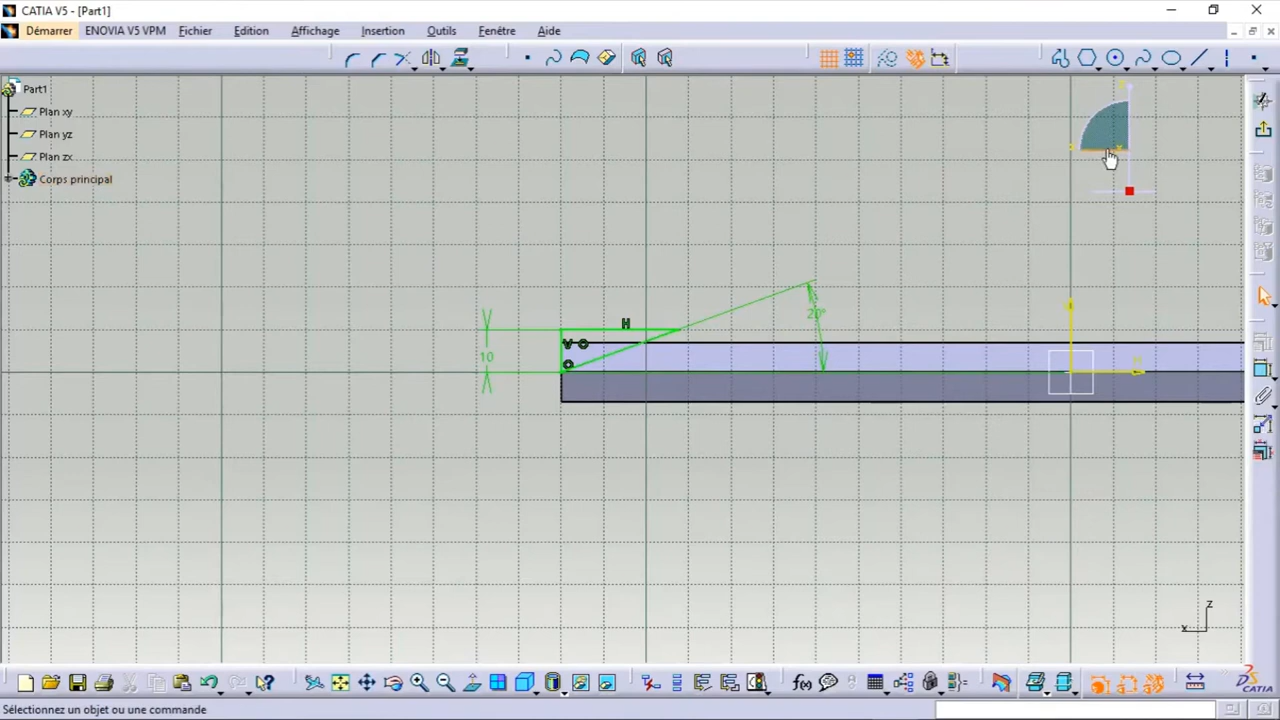 CATIA V5 - [Part1]
Démarrer ENOVIA V5 VPM Fichier Edition Affichage Insertion Outils Fenêtre Aide
Part1
Plan xy
Plan yz
Plan zx
Corps principal
H
20°
V
10
z
x
f(x)
CATIA
Sélectionnez un objet ou une commande